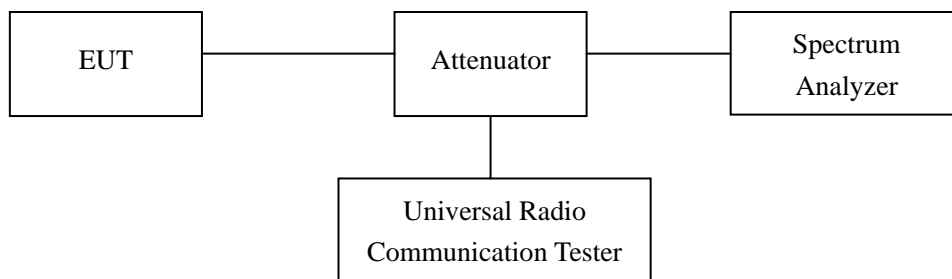 EUT
Attenuator
Spectrum
Analyzer
Universal Radio
Communication Tester